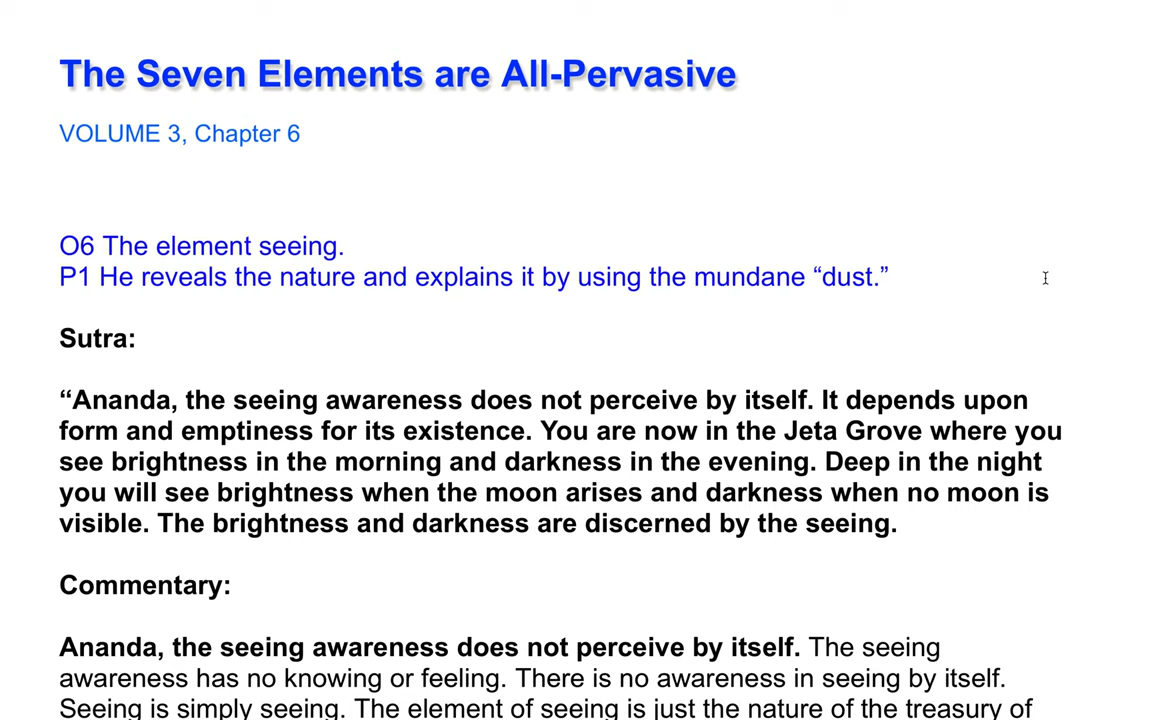 The Seven Elements are All-Pervasive
VOLUME 3, Chapter 6
O6 The element seeing.
P1 He reveals the nature and explains it by using the mundane “dust.”
Sutra:
“Ananda, the seeing awareness does not perceive by itself. It depends upon
form and emptiness for its existence. You are now in the Jeta Grove where you
see brightness in the morning and darkness in the evening. Deep in the night
you will see brightness when the moon arises and darkness when no moon is
visible. The brightness and darkness are discerned by the seeing.
Commentary:
Ananda, the seeing awareness does not perceive by itself. The seeing
awareness has no knowing or feeling. There is no awareness in seeing by itself.
Seeing is simply seeing. The element of seeing is just the nature of the treasury of